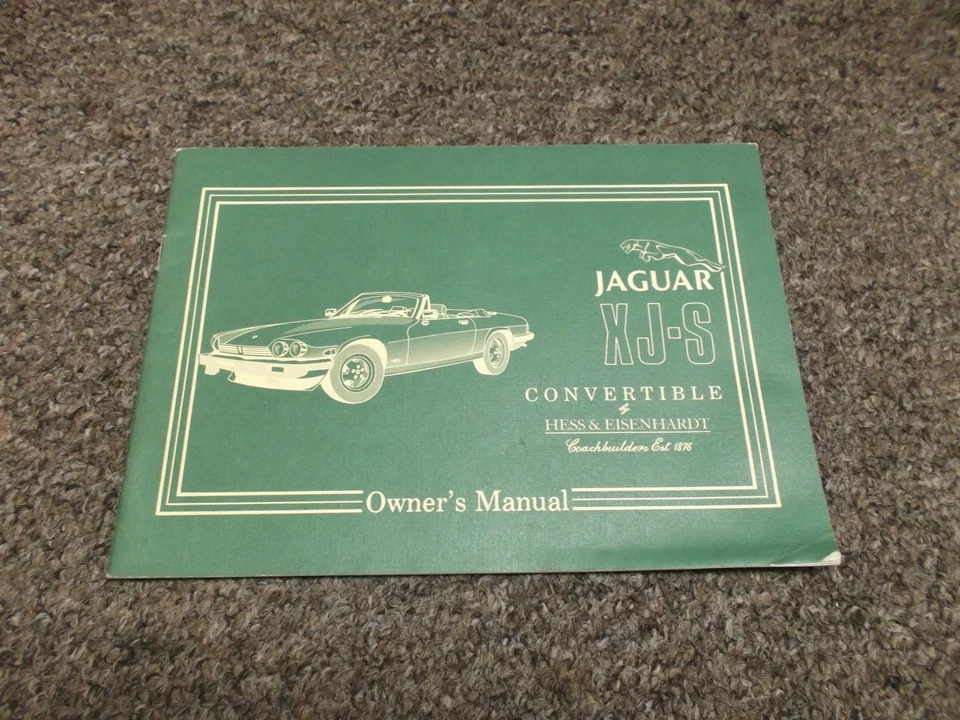 JAGUAR
XJ-S
CONVERTIBLE
by
HESS & EISENHARDT
Coachbuilders Est 1876
Owner's Manual